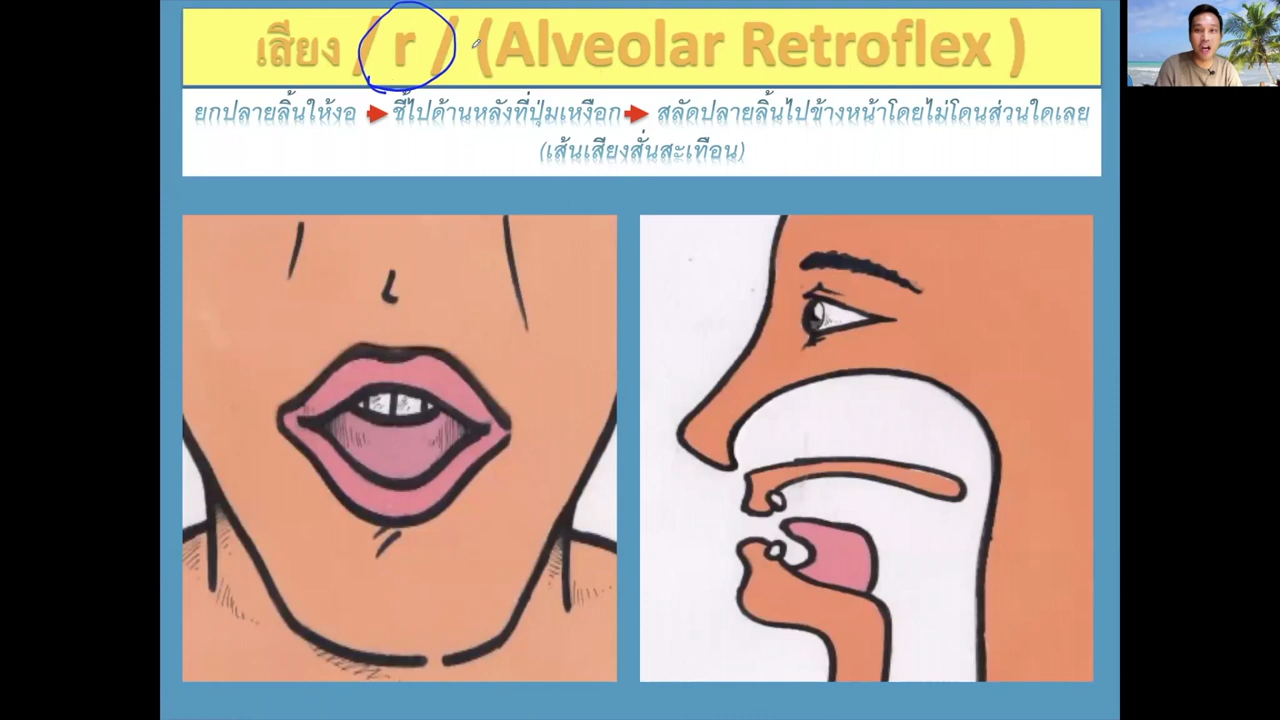 เสียง / r / (Alveolar Retroflex )
ยกปลายลิ้นให้งอ ชี้ไปด้านหลังที่ปุ่มเหงือก สลัดปลายลิ้นไปข้างหน้าโดยไม่โดนส่วนใดเลย
(เส้นเสียงสั่นสะเทือน)